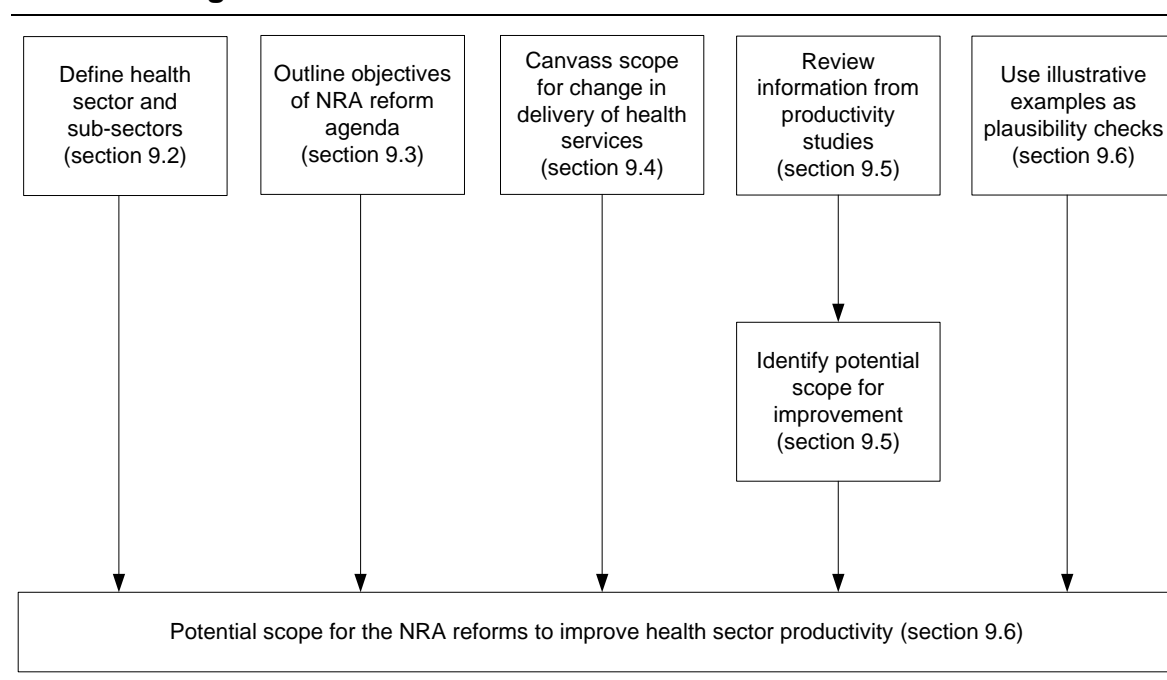 Define health
sector and
sub-sectors
(section 9.2)
Outline objectives
of NRA reform
agenda
(section 9.3)
Canvass scope
for change in
delivery of health
services
(section 9.4)
Review
information from
productivity
studies
(section 9.5)
Use illustrative
examples as
plausibility checks
(section 9.6)
Identify potential
scope for
improvement
(section 9.5)
Potential scope for the NRA reforms to improve health sector productivity (section 9.6)